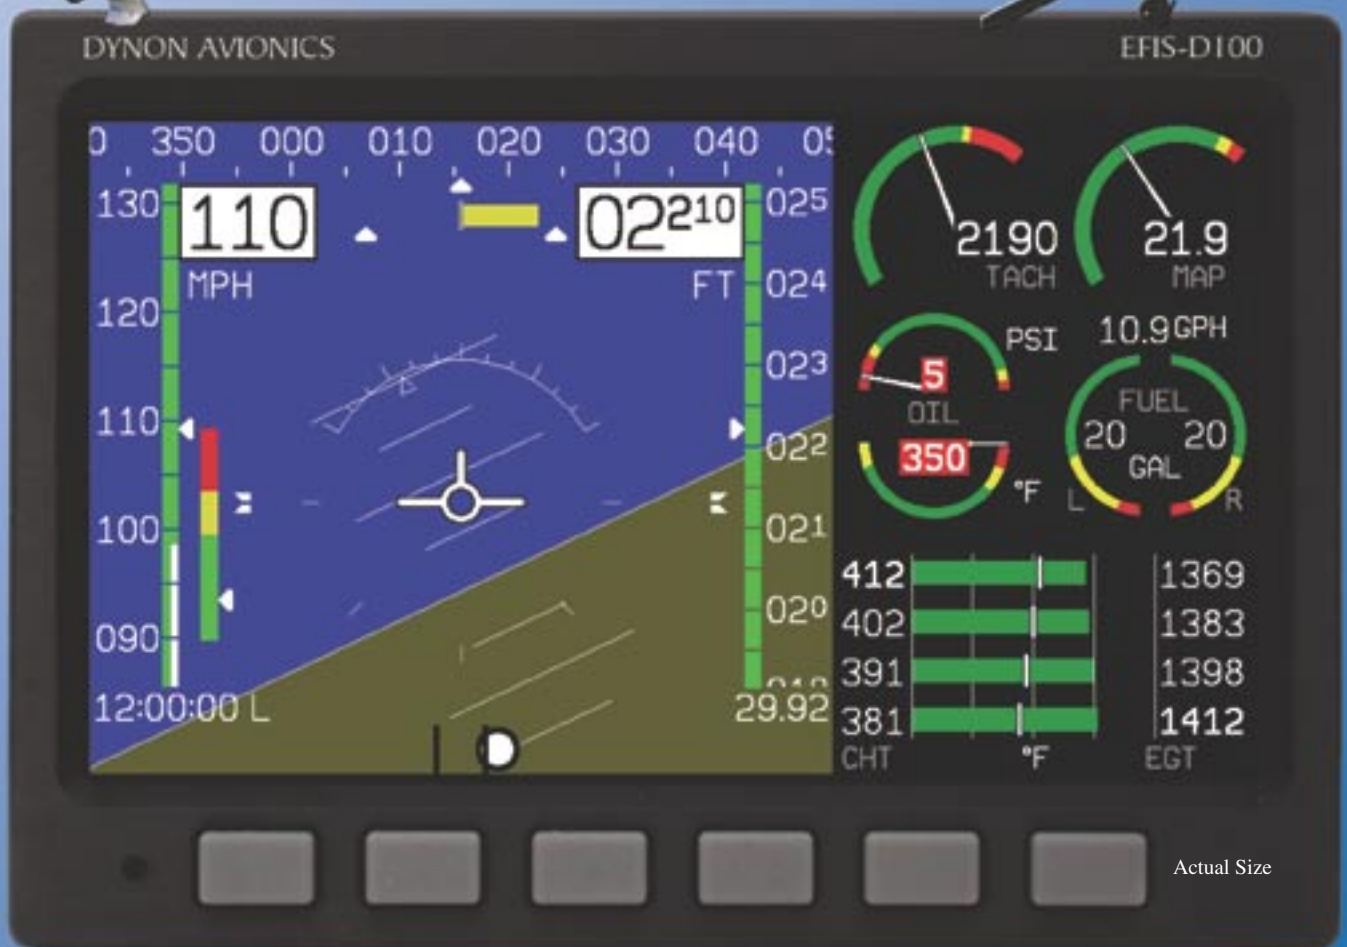 DYNON AVIONICS
EFIS-D100
350 000 010 020 030 040
130
120
110
100
090
110
MPH
02210
FT
025
024
023
022
021
020
12:00:00 L
29.92
2190
TACH
21.9
MAP
5
PSI
OIL
350
°F
10.9 GPH
FUEL
20 20
GAL
L R
412 1369
402 1383
391 1398
381 1412
CHT °F EGT
Actual Size